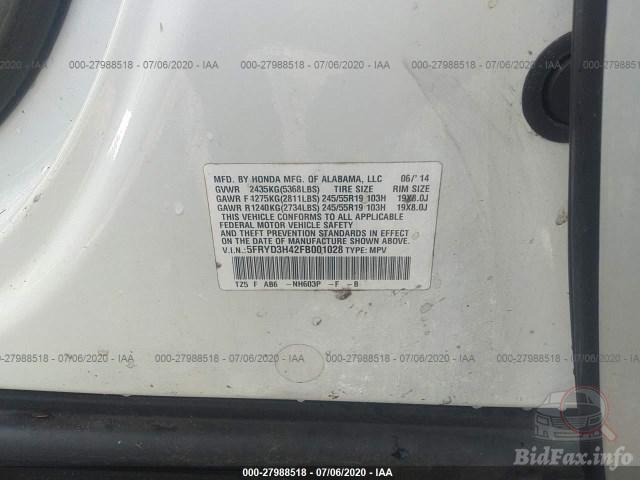 000-27988518 - 07/06/2020 - IAA
000-27988518 - 07/06/2020 - IAA
000-27988518 - 07/06/2020 - IAA
MFD. BY HONDA MFG. OF ALABAMA, LLC 06/'14
GVWR 2435KG(5368LBS) TIRE SIZE RIM SIZE
GAWR F1275KG(2811LBS) 245/55R19 103H 19X8.0J
GAWR R1240KG(2734LBS) 245/55R19 103H 19X8.0J
THIS VEHICLE CONFORMS TO ALL APPLICABLE
FEDERAL MOTOR VEHICLE SAFETY
AND THEFT PREVENTION STANDARDS IN EFFECT
ON THE DATE OF MANUFACTURE SHOWN ABOVE.
V.I.N.:5FRYD3H42FB001028 TYPE: MPV
TZ5 F AB6 -NH603P -F -B
000-27988518 - 07/06/2020 - IAA
000-27988518 - 07/06/2020 - IAA
000-27988518 - 07/06/2020 - IAA
BidFax.info
000-27988518 - 07/06/2020 - IAA